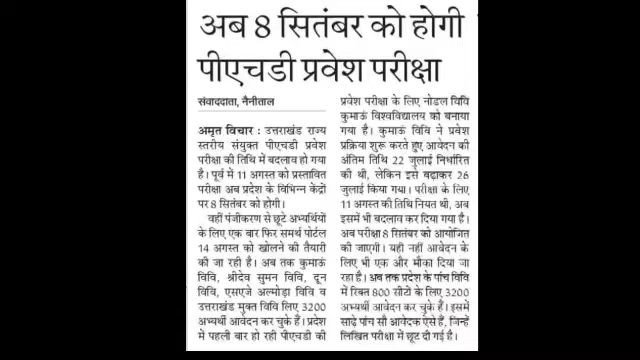 अब 8 सितंबर को होगी
पीएचडी प्रवेश परीक्षा
संवाददाता, नैनीताल
अमृत विचार : उत्तराखंड राज्य
स्तरीय संयुक्त पीएचडी प्रवेश
परीक्षा की तिथि में बदलाव हो गया
है। पूर्व में 11 अगस्त को प्रस्तावित
परीक्षा अब प्रदेश के विभिन्न केंद्रों
पर 8 सितंबर को होगी।
वहीं पंजीकरण से छूटे अभ्यर्थियों
के लिए एक बार फिर समर्थ पोर्टल
14 अगस्त को खोलने की तैयारी
की जा रही है। अब तक कुमाऊं
विवि, श्रीदेव सुमन विवि, दून
विवि, एसएसजे अल्मोड़ा विवि व
उत्तराखंड मुक्त विवि लिए 3200
अभ्यर्थी आवेदन कर चुके हैं। प्रदेश
में पहली बार हो रही पीएचडी की
प्रवेश परीक्षा के लिए नोडल विवि
कुमाऊं विश्वविद्यालय को बनाया
गया है। कुमाऊं विवि ने प्रवेश
प्रक्रिया शुरू करते हुए आवेदन की
अंतिम तिथि 22 जुलाई निर्धारित
की थी, लेकिन इसे बढ़ाकर 26
जुलाई किया गया। परीक्षा के लिए
11 अगस्त की तिथि नियत थी, अब
इसमें भी बदलाव कर दिया गया है।
अब परीक्षा 8 सितंबर को आयोजित
की जाएगी। यही नहीं आवेदन के
लिए भी एक और मौका दिया जा
रहा है। अब तक प्रदेश के पांच विवि
में रिक्त 800 सीटों के लिए 3200
अभ्यर्थी आवेदन कर चुके हैं। इसमें
साढ़े पांच सौ आवेदक ऐसे हैं, जिन्हें
लिखित परीक्षा में छूट दी गई है।